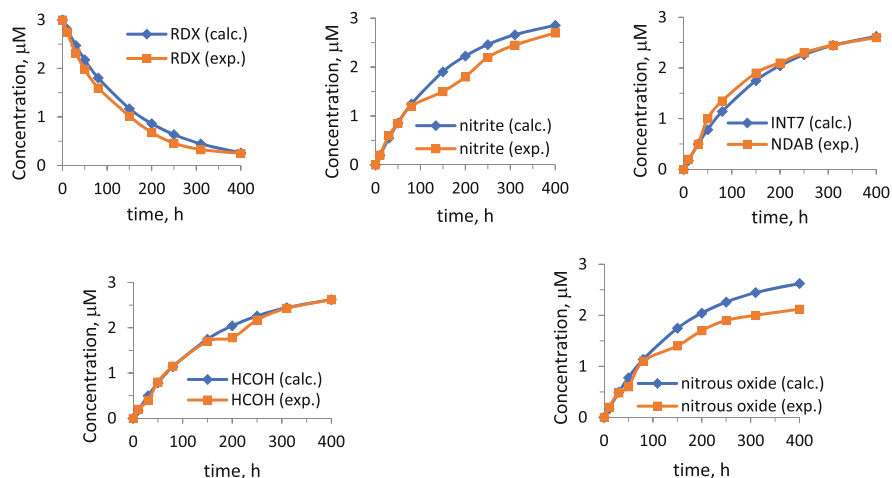 Concentration, µM
3
2
1
0
RDX (calc.)
RDX (exp.)
0 100 200 300 400
time, h
Concentration, µM
3
2
1
0
nitrite (calc.)
nitrite (exp.)
0 100 200 300 400
time, h
Concentration, µM
3
2
1
0
INT7 (calc.)
NDAB (exp.)
0 100 200 300 400
time, h
Concentration, µM
3
2
1
0
HCOH (calc.)
HCOH (exp.)
0 100 200 300 400
time, h
Concentration, µM
3
2
1
0
nitrous oxide (calc.)
nitrous oxide (exp.)
0 100 200 300 400
time, h